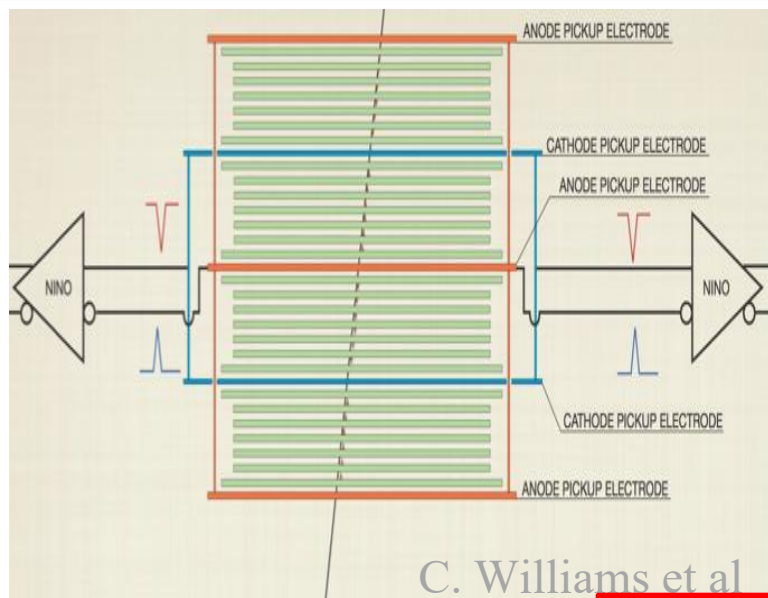 ANODE PICKUP ELECTRODE
CATHODE PICKUP ELECTRODE
ANODE PICKUP ELECTRODE
NINO
NINO
CATHODE PICKUP ELECTRODE
ANODE PICKUP ELECTRODE
C. Williams et al